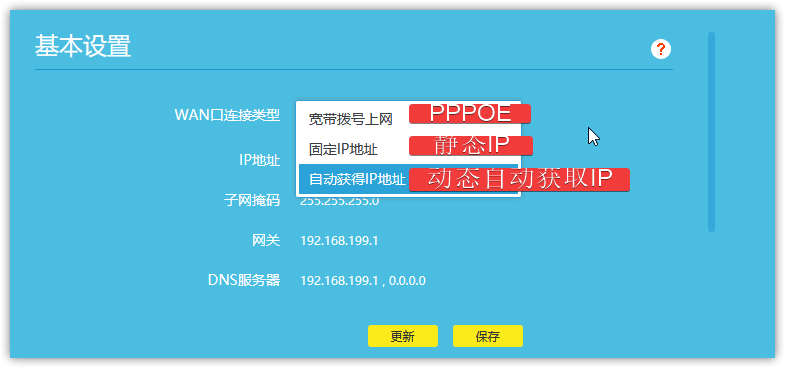 基本设置
?
WAN口连接类型
宽带拨号上网 PPPOE
固定IP地址 静态IP
IP地址
自动获得IP地址 动态自动获取IP
子网掩码 255.255.255.0
网关 192.168.199.1
DNS服务器 192.168.199.1 , 0.0.0.0
更新 保存